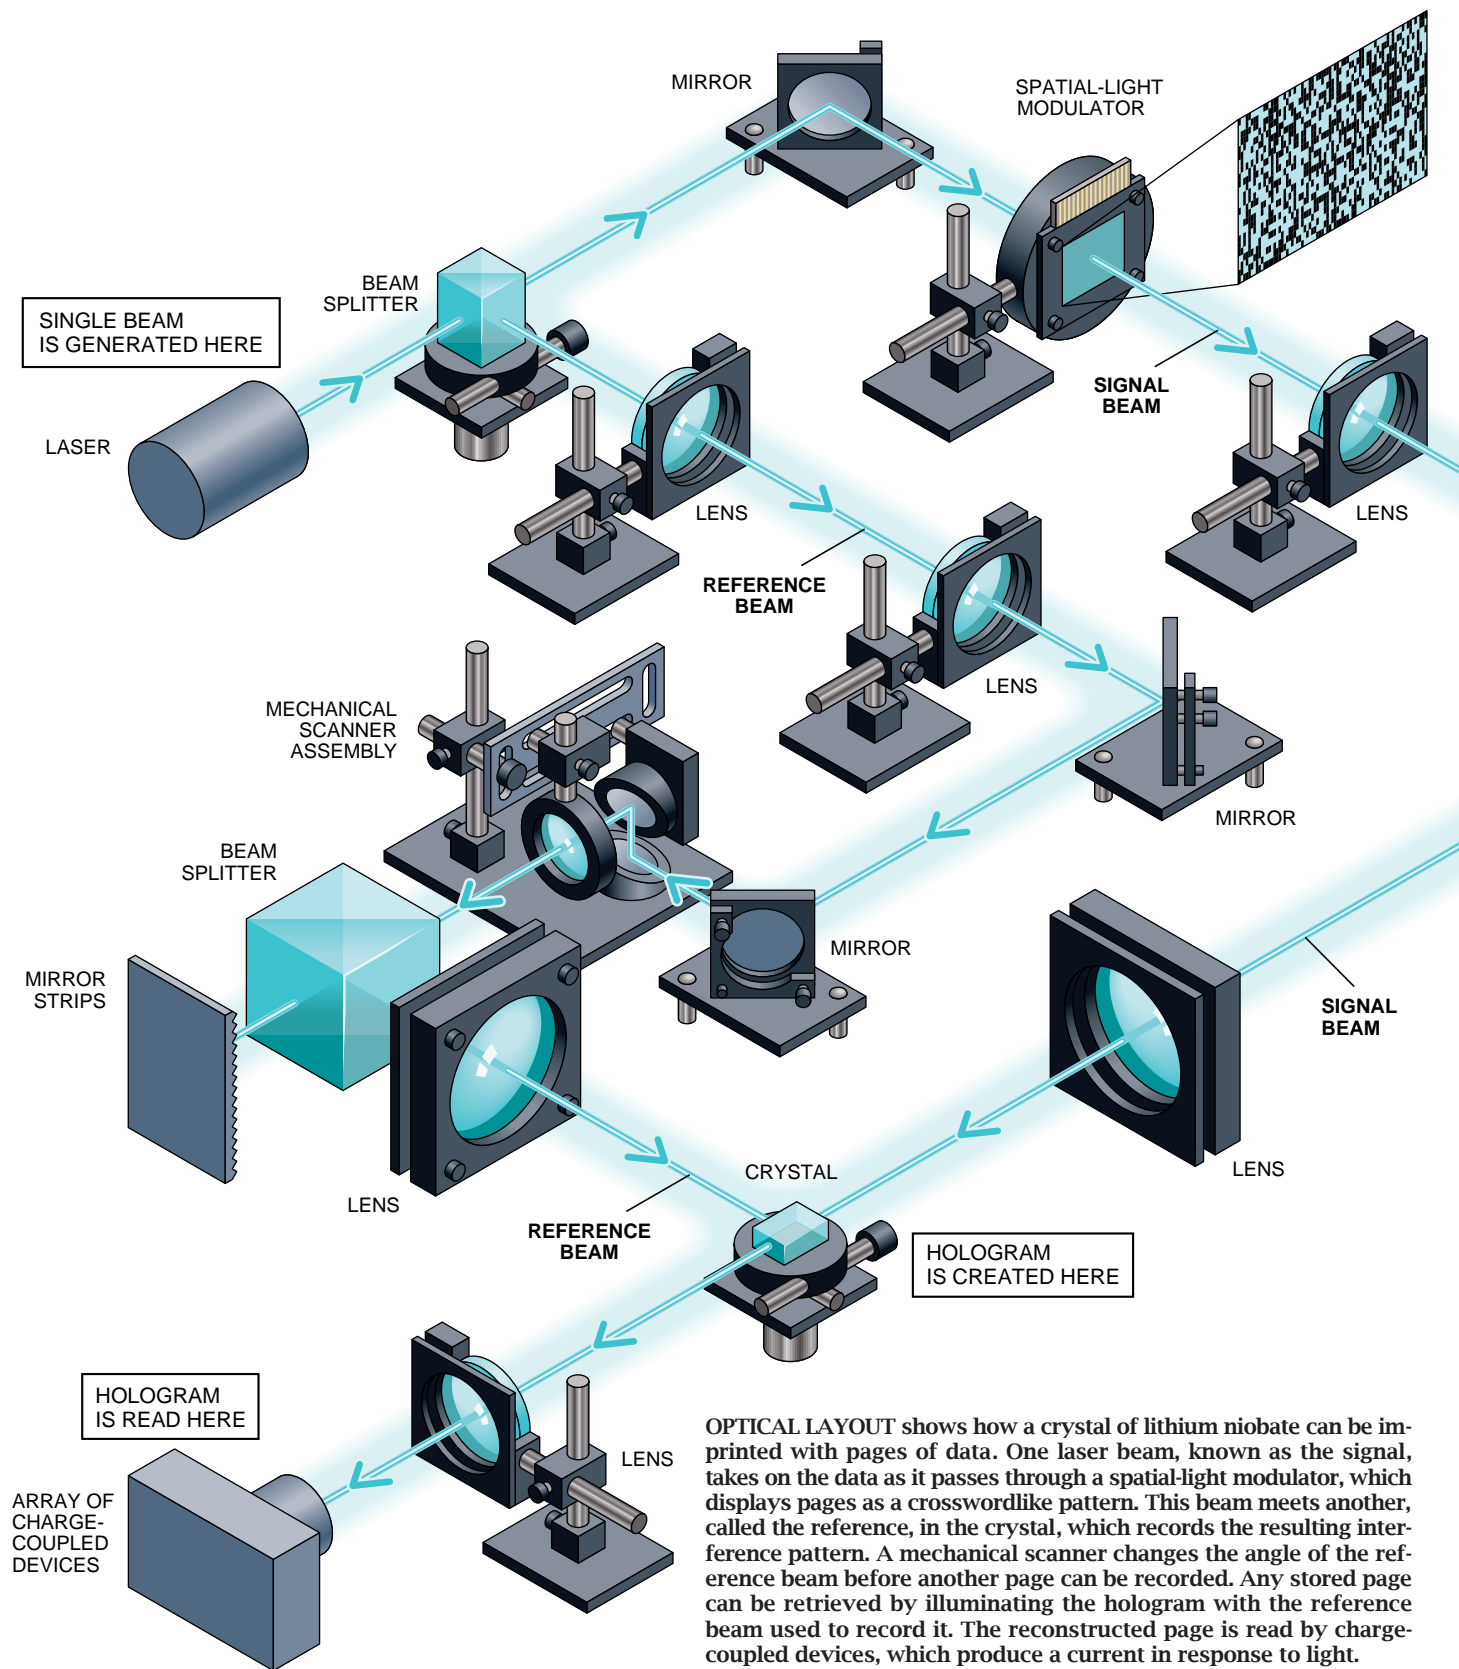 MIRROR
SPATIAL-LIGHT
MODULATOR
BEAM
SPLITTER
SINGLE BEAM
IS GENERATED HERE
LASER
SIGNAL
BEAM
LENS
LENS
REFERENCE
BEAM
LENS
MECHANICAL
SCANNER
ASSEMBLY
MIRROR
BEAM
SPLITTER
MIRROR
MIRROR
STRIPS
SIGNAL
BEAM
LENS
CRYSTAL
LENS
REFERENCE
BEAM
HOLOGRAM
IS CREATED HERE
HOLOGRAM
IS READ HERE
LENS
ARRAY OF
CHARGE-
COUPLED
DEVICES
OPTICAL LAYOUT shows how a crystal of lithium niobate can be im-
printed with pages of data. One laser beam, known as the signal,
takes on the data as it passes through a spatial-light modulator, which
displays pages as a crosswordlike pattern. This beam meets another,
called the reference, in the crystal, which records the resulting inter-
ference pattern. A mechanical scanner changes the angle of the ref-
erence beam before another page can be recorded. Any stored page
can be retrieved by illuminating the hologram with the reference
beam used to record it. The reconstructed page is read by charge-
coupled devices, which produce a current in response to light.